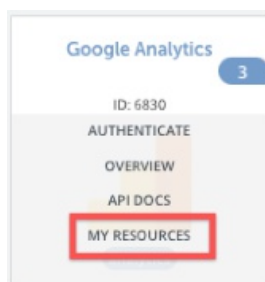 Google Analytics
3
ID: 6830
AUTHENTICATE
OVERVIEW
API DOCS
MY RESOURCES